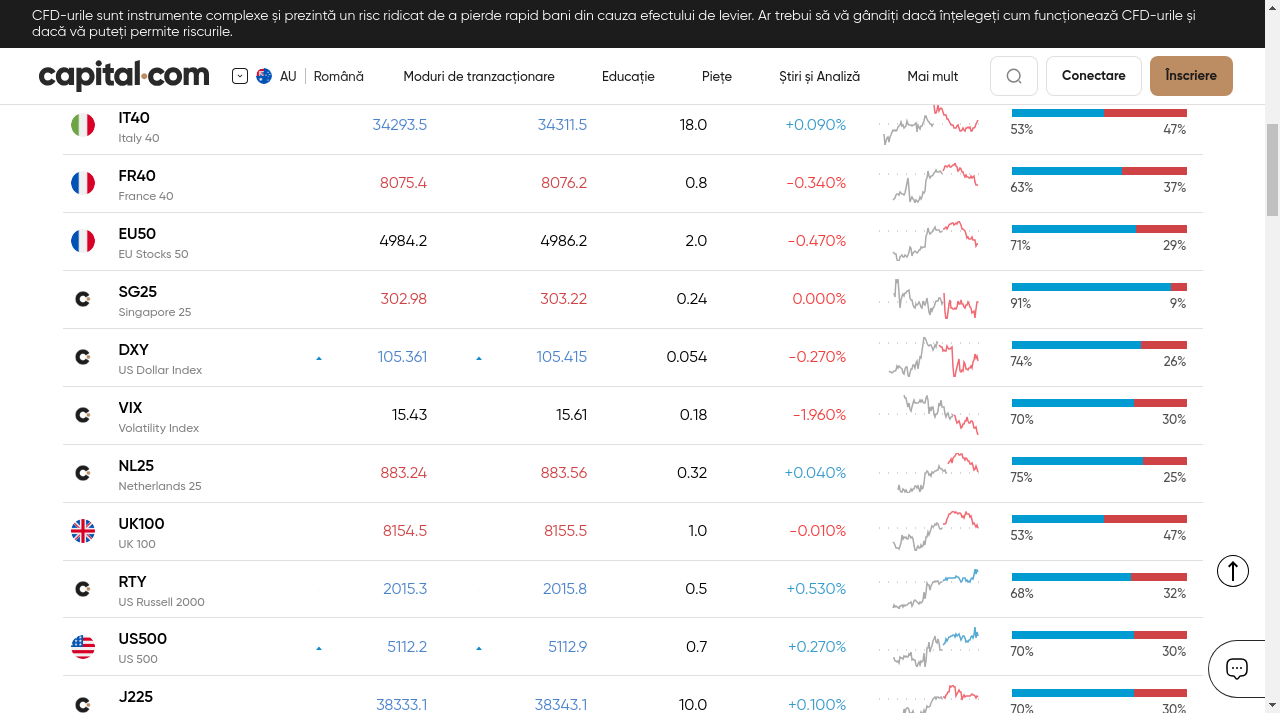 CFD-urile sunt instrumente complexe și prezintă un risc ridicat de a pierde rapid bani din cauza efectului de levier. Ar trebui să vă gândiți dacă înțelegeți cum funcționează CFD-urile și
dacă vă puteți permite riscurile.
capital.com AU Română Moduri de tranzacționare Educație Piețe Știri și Analiză Mai mult Conectare Înscriere
IT40 34293.5 34311.5 18.0 +0.090%
Italy 40 53% 47%
FR40 8075.4 8076.2 0.8 -0.340%
France 40 63% 37%
EU50 4984.2 4986.2 2.0 -0.470%
EU Stocks 50 71% 29%
SG25 302.98 303.22 0.24 0.000%
Singapore 25 91% 9%
DXY 105.361 105.415 0.054 -0.270%
US Dollar Index 74% 26%
VIX 15.43 15.61 0.18 -1.960%
Volatility Index 70% 30%
NL25 883.24 883.56 0.32 +0.040%
Netherlands 25 75% 25%
UK100 8154.5 8155.5 1.0 -0.010%
UK 100 53% 47%
RTY 2015.3 2015.8 0.5 +0.530%
US Russell 2000 68% 32%
US500 5112.2 5112.9 0.7 +0.270%
US 500 70% 30%
J225 38333.1 38343.1 10.0 +0.100%
70% 30%